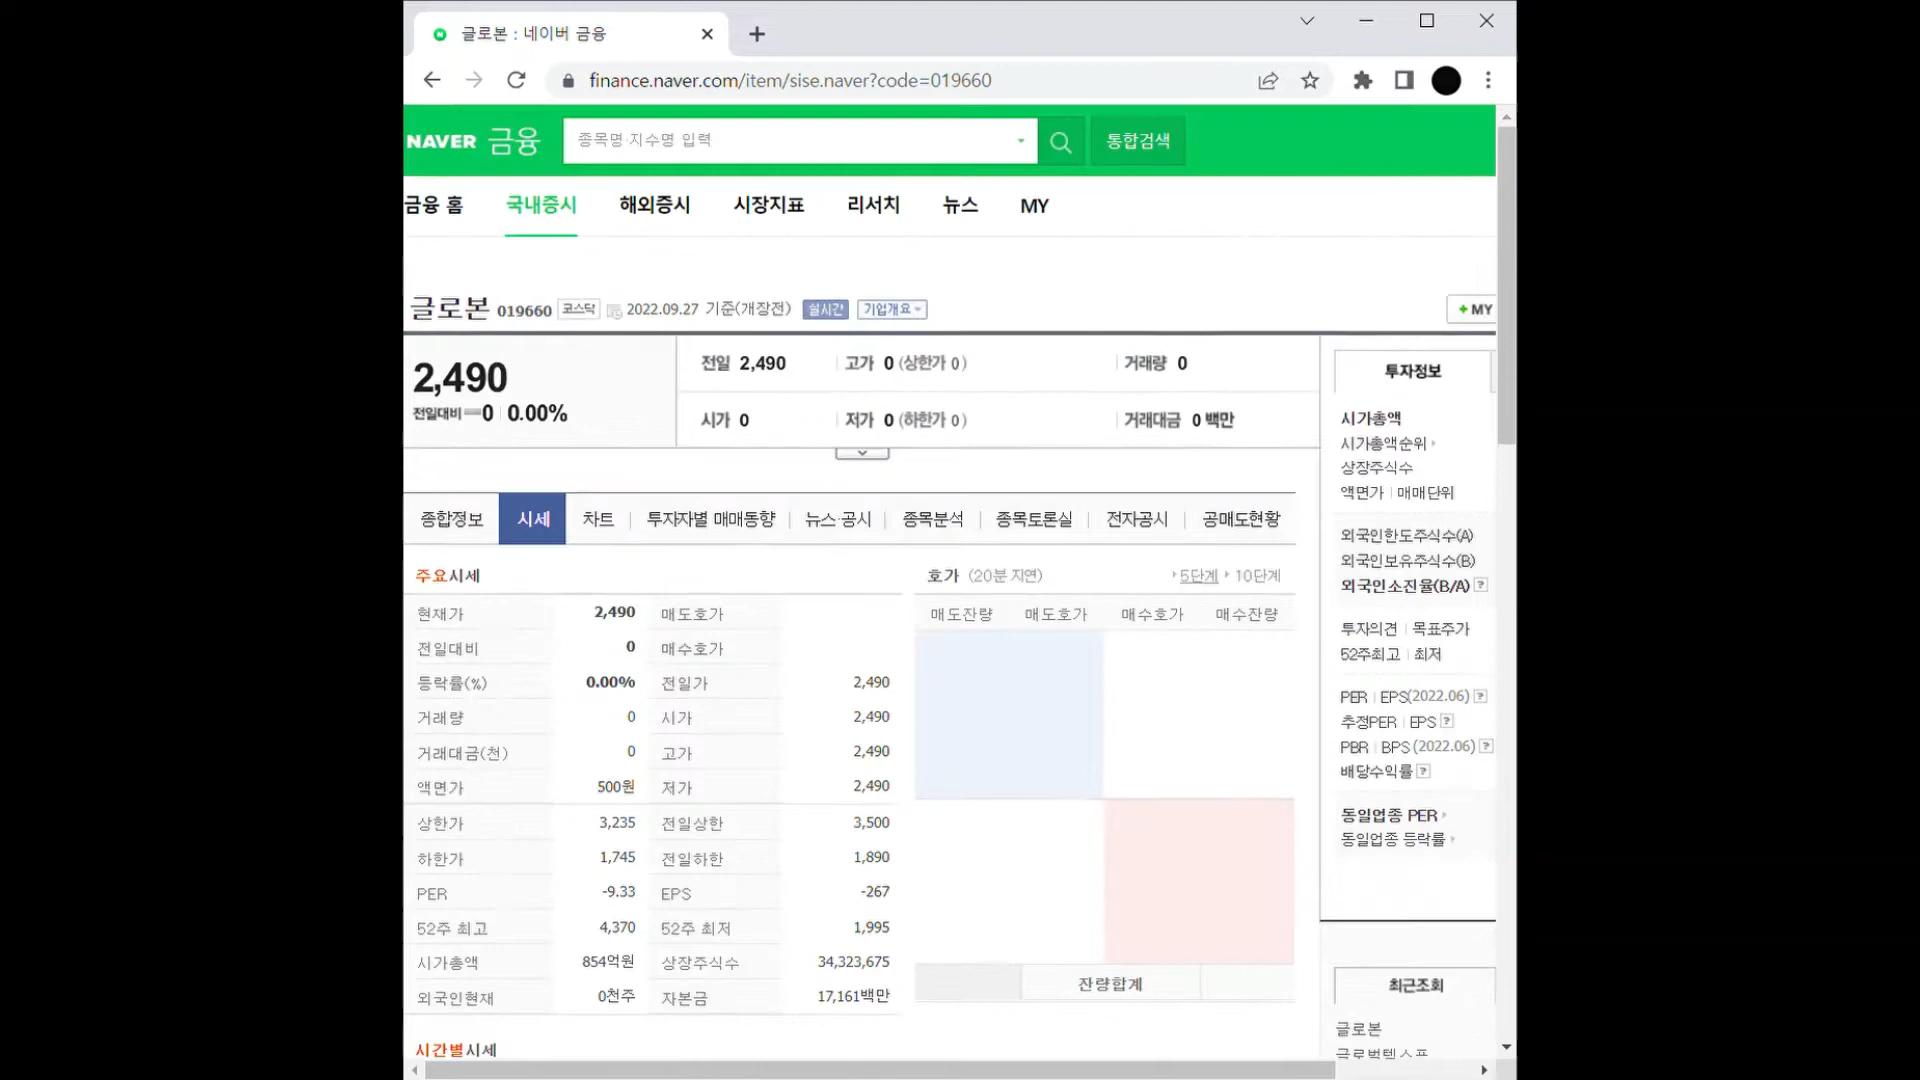 글로본 : 네이버 금융
finance.naver.com/item/sise.naver?code=019660
NAVER 금융
종목명·지수명 입력
통합검색
금융 홈 국내증시 해외증시 시장지표 리서치 뉴스 MY
글로본 019660 코스닥 2022.09.27 기준(개장전) 실시간 기업개요
+ MY
2,490
전일대비 0 0.00%
전일 2,490 고가 0 (상한가 0) 거래량 0
시가 0 저가 0 (하한가 0) 거래대금 0 백만
종합정보 시세 차트 투자자별 매매동향 뉴스·공시 종목분석 종목토론실 전자공시 공매도현황
주요시세
현재가 2,490 매도호가
전일대비 0 매수호가
등락률(%) 0.00% 전일가 2,490
거래량 0 시가 2,490
거래대금(천) 0 고가 2,490
액면가 500원 저가 2,490
상한가 3,235 전일상한 3,500
하한가 1,745 전일하한 1,890
PER -9.33 EPS -267
52주 최고 4,370 52주 최저 1,995
시가총액 854억원 상장주식수 34,323,675
외국인현재 0천주 자본금 17,161백만
시간별시세
호가 (20분 지연) 5단계 10단계
매도잔량 매도호가 매수호가 매수잔량
잔량합계
투자정보
시가총액
시가총액순위
상장주식수
액면가 매매단위
외국인한도주식수(A)
외국인보유주식수(B)
외국인소진율(B/A) ?
투자의견 목표주가
52주최고 최저
PER EPS(2022.06) ?
추정PER EPS ?
PBR BPS (2022.06) ?
배당수익률 ?
동일업종 PER
동일업종 등락률
최근조회
글로본